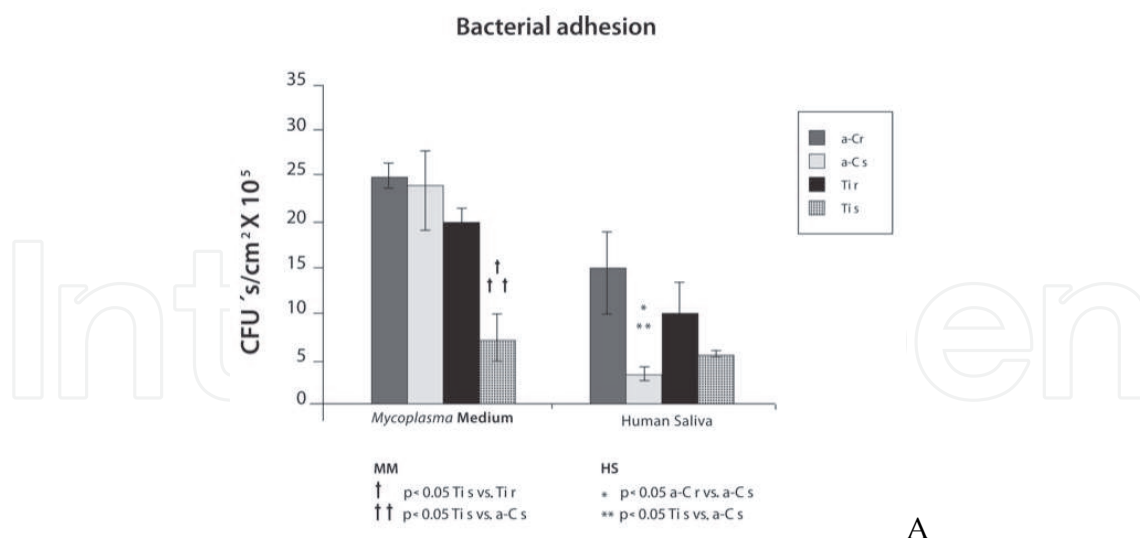 Bacterial adhesion
CFU ´s/cm² X 10⁵
35
30
25
20
15
10
5
0
†
† †
*
**
Mycoplasma Medium
Human Saliva
a-Cr
a-C s
Ti r
Ti s
MM
† p< 0.05 Ti s vs. Ti r
†† p< 0.05 Ti s vs. a-C s
HS
* p< 0.05 a-C r vs. a-C s
** p< 0.05 Ti s vs. a-C s
A
Int
en